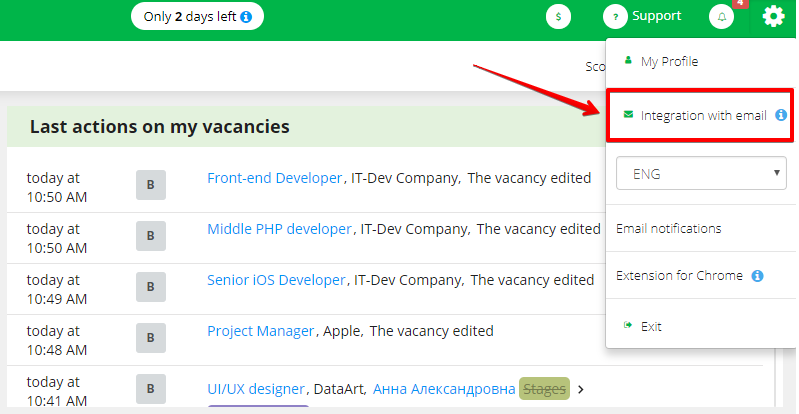 Only 2 days left
$
? Support
4
Sco
My Profile
Integration with email
ENG
Email notifications
Extension for Chrome
Exit
Last actions on my vacancies
today at
10:50 AM
B
Front-end Developer, IT-Dev Company, The vacancy edited
today at
10:50 AM
B
Middle PHP developer, IT-Dev Company, The vacancy edited
today at
10:49 AM
B
Senior iOS Developer, IT-Dev Company, The vacancy edited
today at
10:48 AM
B
Project Manager, Apple, The vacancy edited
today at
10:41 AM
B
UI/UX designer, DataArt, Анна Александровна Stages >